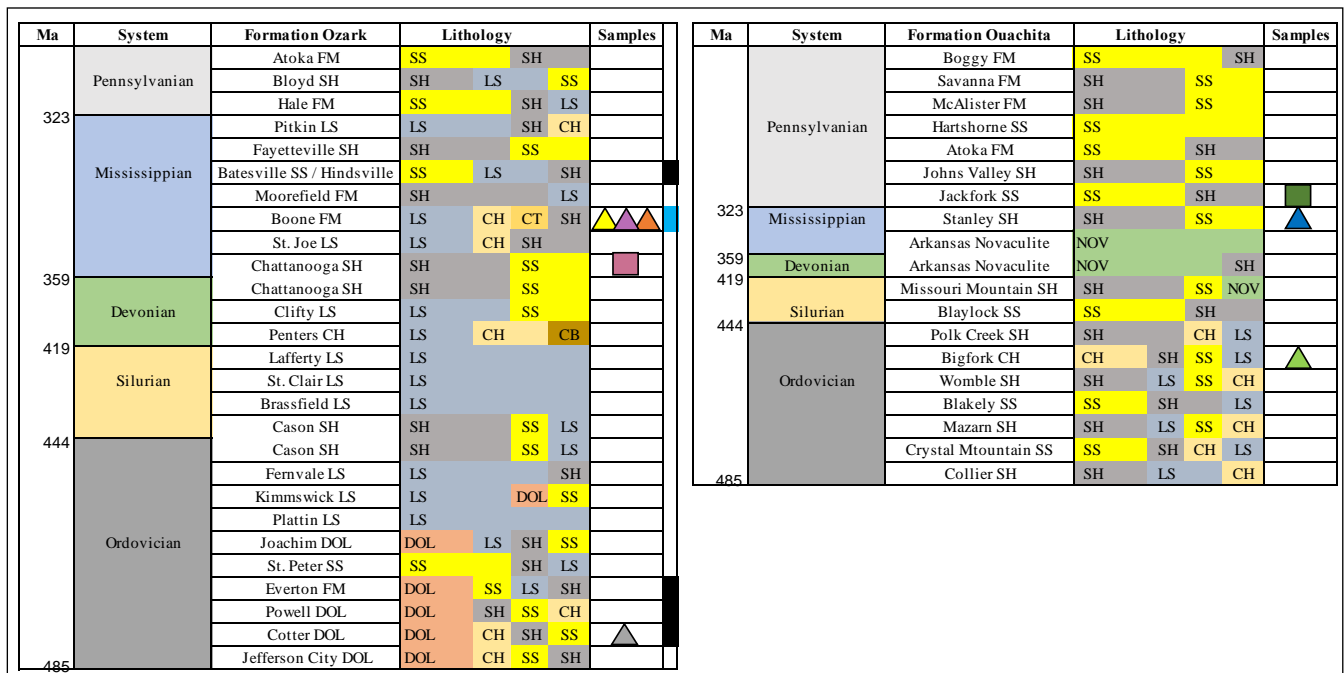 Ma System Formation Ozark Lithology Samples
Atoka FM SS SH
Pennsylvanian Bloyd SH SH LS SS
Hale FM SS SH LS
323
Pitkin LS LS SH CH
Fayetteville SH SH SS
Mississippian Batesville SS / Hindsville SS LS SH
Moorefield FM SH LS
Boone FM LS CH CT SH
St. Joe LS LS CH SH
Chattanooga SH SH SS
359
Chattanooga SH SH SS
Devonian Clifty LS LS SS
Penters CH LS CH CB
419
Lafferty LS LS
Silurian St. Clair LS LS
Brassfield LS LS
Cason SH SH SS LS
444
Cason SH SH SS LS
Fernvale LS LS SH
Kimmswick LS LS DOL SS
Plattin LS LS
Ordovician Joachim DOL DOL LS SH SS
St. Peter SS SS SH LS
Everton FM DOL SS LS SH
Powell DOL DOL SH SS CH
Cotter DOL DOL CH SH SS
Jefferson City DOL DOL CH SS SH
485
Ma System Formation Ouachita Lithology Samples
Boggy FM SS SH
Savanna FM SH SS
McAlister FM SH SS
Pennsylvanian Hartshorne SS SS
Atoka FM SS SH
Johns Valley SH SH SS
Jackfork SS SS SH
323
Mississippian Stanley SH SH SS
Arkansas Novaculite NOV
359
Devonian Arkansas Novaculite NOV SH
419
Missouri Mountain SH SH SS NOV
Silurian Blaylock SS SS SH
444
Polk Creek SH SH CH LS
Bigfork CH CH SH SS LS
Ordovician Womble SH SH LS SS CH
Blakely SS SS SH LS
Mazarn SH SH LS SS CH
Crystal Mtountain SS SS SH CH LS
Collier SH SH LS CH
485